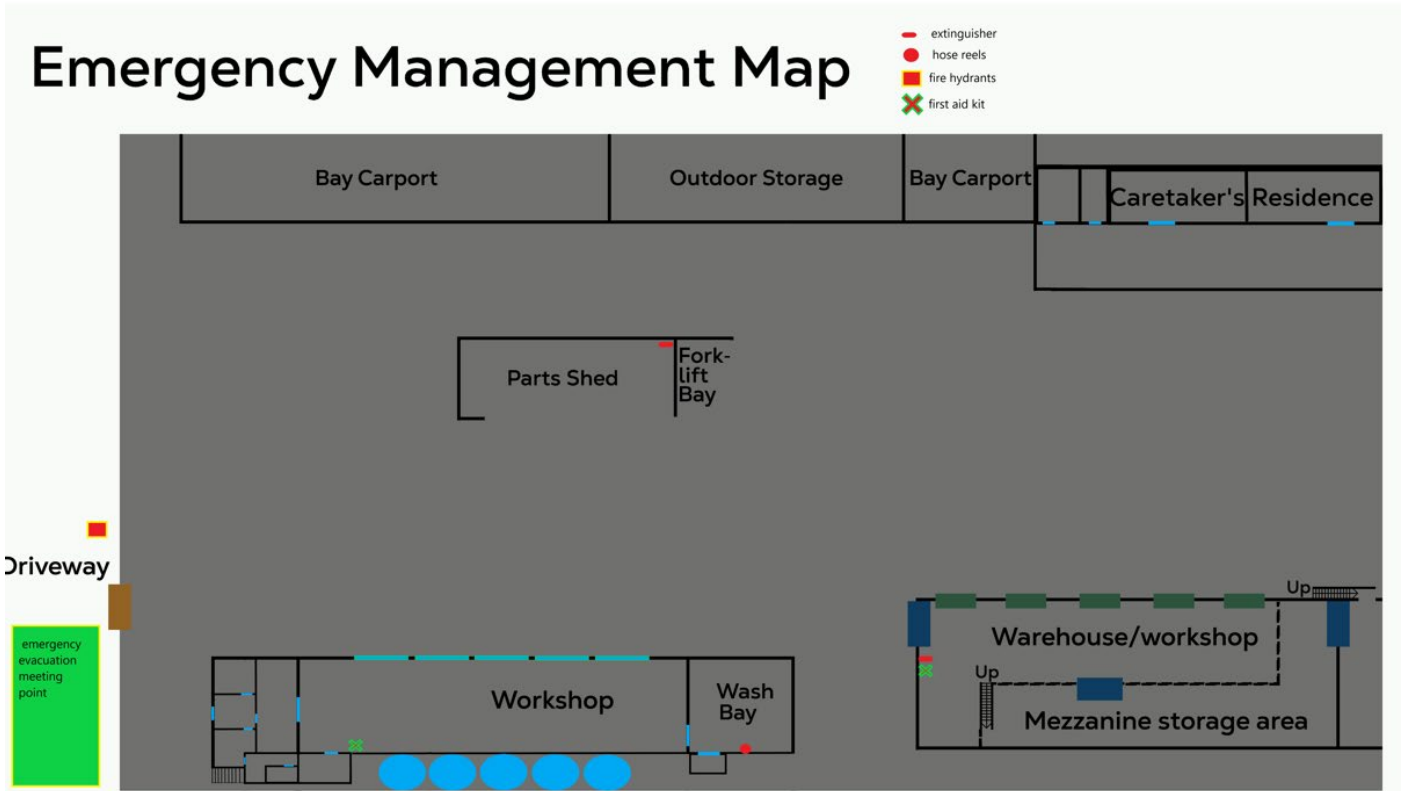 Emergency Management Map
extinguisher
hose reels
fire hydrants
first aid kit
Bay Carport
Outdoor Storage
Bay Carport
Caretaker's Residence
Parts Shed
Fork-
lift
Bay
Driveway
emergency
evacuation
meeting
point
Up
Warehouse/workshop
Up
Mezzanine storage area
Workshop
Wash
Bay